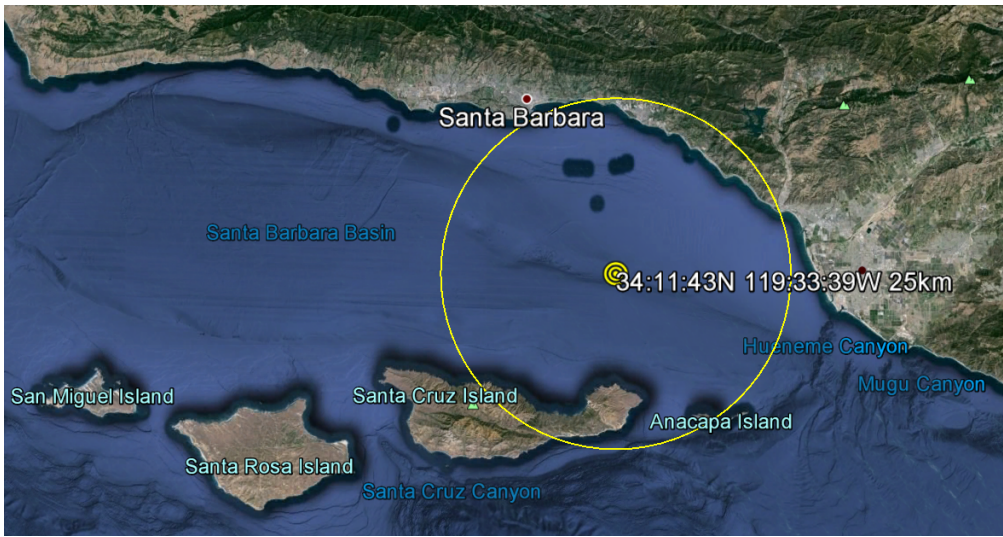 Santa Barbara
Santa Barbara Basin
34:11:43N 119:33:39W 25km
Hueneme Canyon
Mugu Canyon
San Miguel Island
Santa Cruz Island
Anacapa Island
Santa Rosa Island
Santa Cruz Canyon